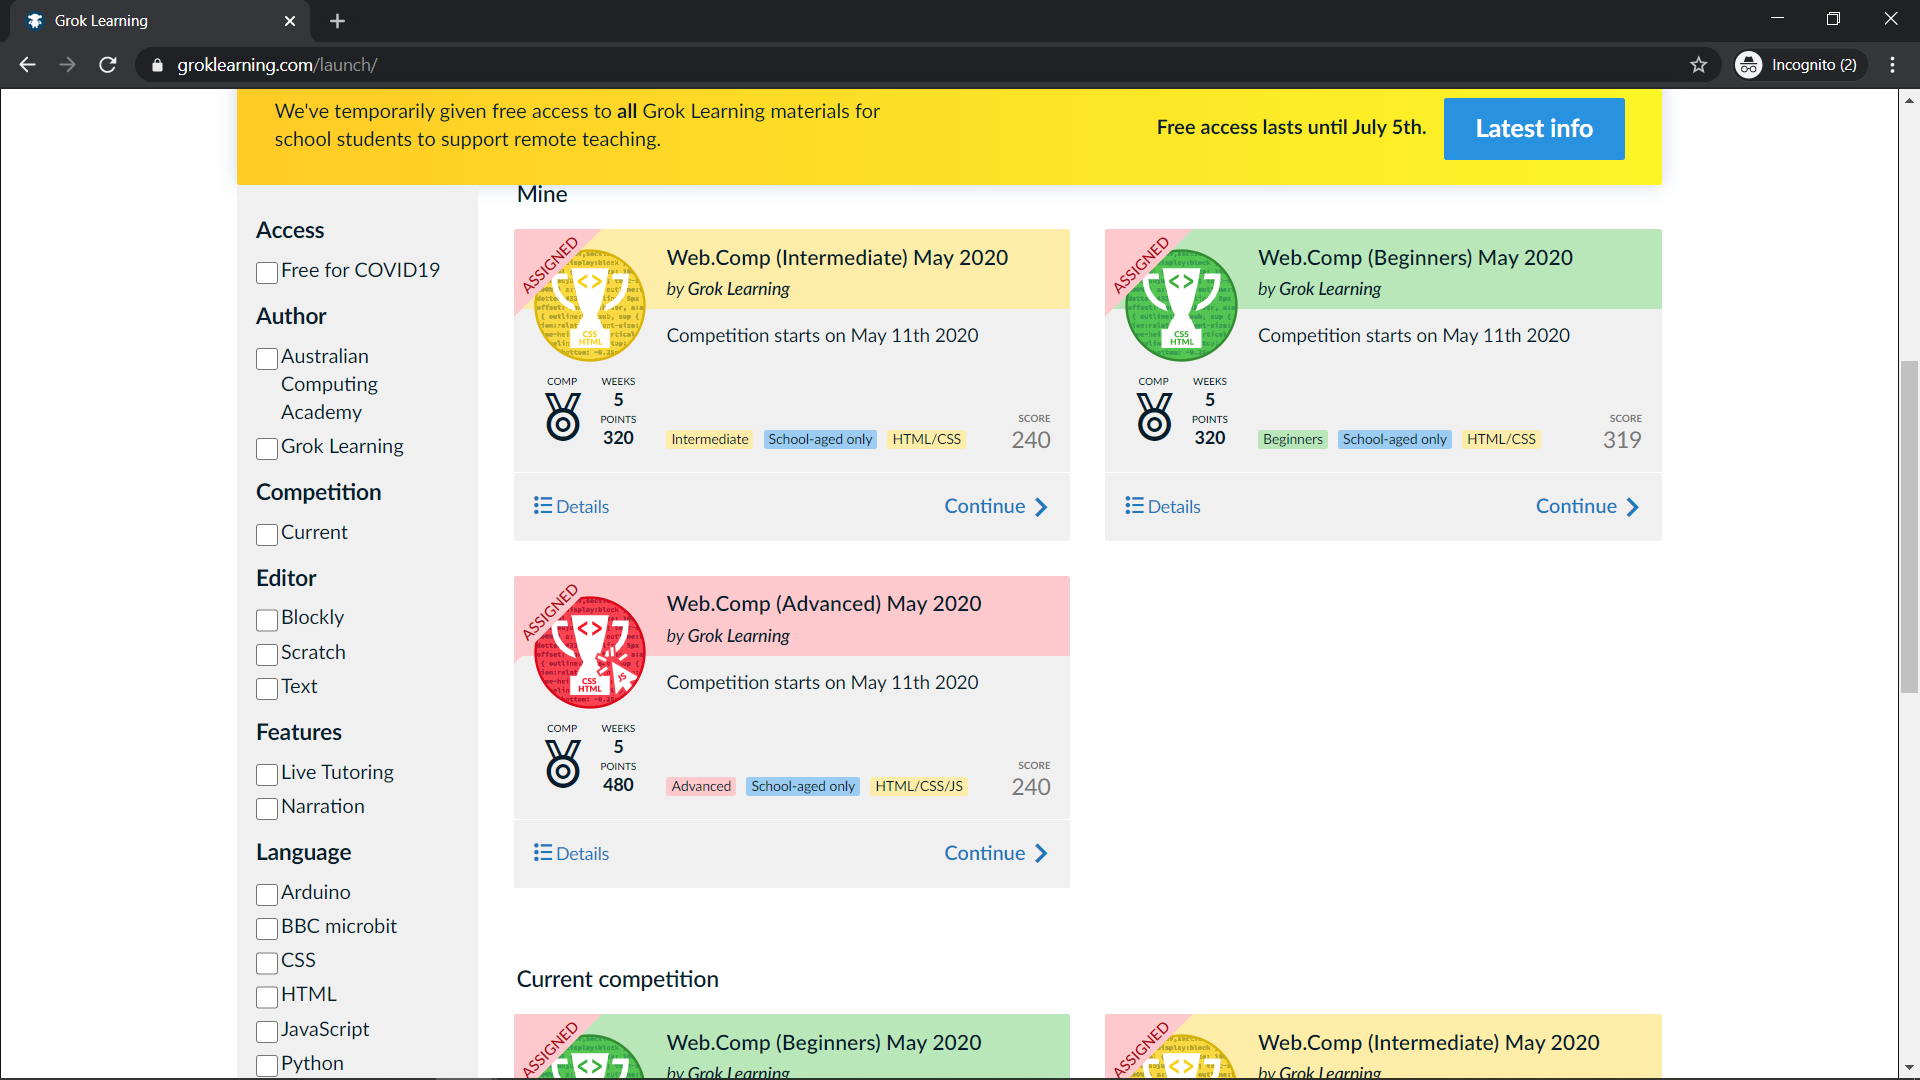 Grok Learning
groklearning.com/launch/
Incognito (2)
We've temporarily given free access to all Grok Learning materials for
school students to support remote teaching.
Free access lasts until July 5th.
Latest info
Access
Free for COVID19
Author
Australian
Computing
Academy
Grok Learning
Competition
Current
Editor
Blockly
Scratch
Text
Features
Live Tutoring
Narration
Language
Arduino
BBC microbit
CSS
HTML
JavaScript
Python
Mine
ASSIGNED
Web.Comp (Intermediate) May 2020
by Grok Learning
<>
CSS
HTML
Competition starts on May 11th 2020
COMP
WEEKS
5
POINTS
320
Intermediate
School-aged only
HTML/CSS
SCORE
240
Details
Continue
ASSIGNED
Web.Comp (Beginners) May 2020
by Grok Learning
<>
CSS
HTML
Competition starts on May 11th 2020
COMP
WEEKS
5
POINTS
320
Beginners
School-aged only
HTML/CSS
SCORE
319
Details
Continue
ASSIGNED
Web.Comp (Advanced) May 2020
by Grok Learning
<>
CSS
HTML
JS
Competition starts on May 11th 2020
COMP
WEEKS
5
POINTS
480
Advanced
School-aged only
HTML/CSS/JS
SCORE
240
Details
Continue
Current competition
ASSIGNED
Web.Comp (Beginners) May 2020
by Grok Learning
<>
ASSIGNED
Web.Comp (Intermediate) May 2020
by Grok Learning
<>